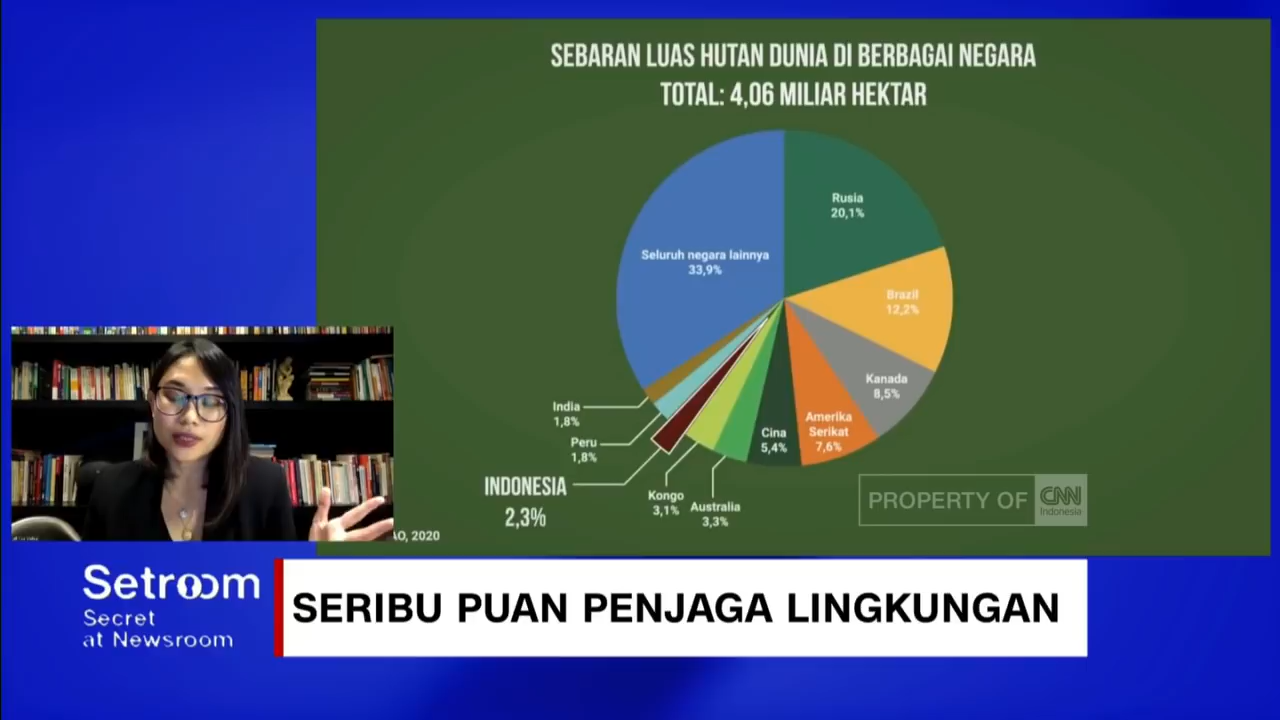 SEBARAN LUAS HUTAN DUNIA DI BERBAGAI NEGARA
TOTAL: 4,06 MILIAR HEKTAR
Rusia
20,1%
Seluruh negara lainnya
33,9%
Brazil
12,2%
Kanada
8,5%
Amerika
Serikat
7,6%
Cina
5,4%
India
1,8%
Peru
1,8%
INDONESIA
2,3%
Kongo
3,1%
Australia
3,3%
PROPERTY OF CNN
Indonesia
AO, 2020
Setroom
Secret
at Newsroom
SERIBU PUAN PENJAGA LINGKUNGAN